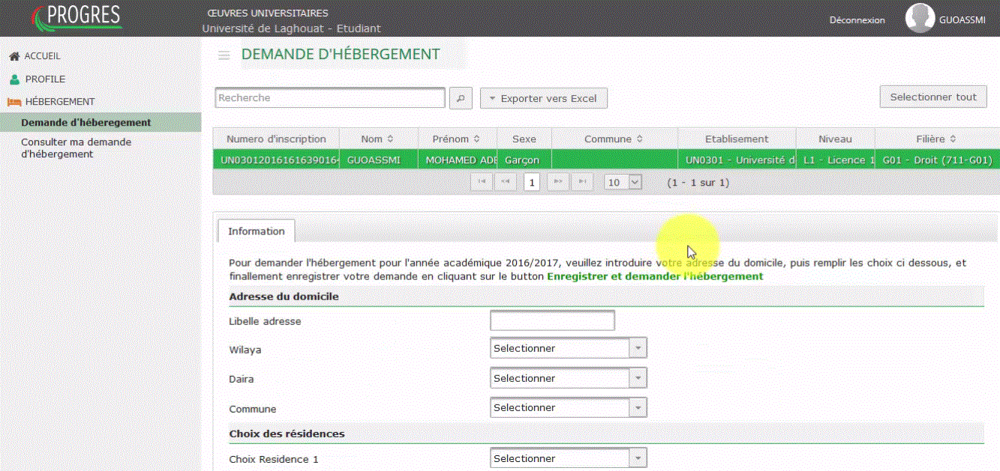 PROGRES
ŒUVRES UNIVERSITAIRES
Université de Laghouat - Etudiant
Déconnexion
GUOASSMI
ACCUEIL
PROFILE
HÉBERGEMENT
Demande d'héberegement
Consulter ma demande
d'hébergement
DEMANDE D'HÉBERGEMENT
Recherche
Exporter vers Excel
Selectionner tout
Numero d'inscription Nom Prénom Sexe Commune Etablisement Niveau Filière
UN03012016161639016 GUOASSMI MOHAMED Garçon UN0301 - Université d L1 - Licence 1 G01 - Droit (711-G01)
1 10 (1 - 1 sur 1)
Information
Pour demander l'hébergement pour l'année académique 2016/2017, veuillez introduire votre adresse du domicile, puis remplir les choix ci dessous, et
finallement enregistrer votre demande en cliquant sur le button Enregistrer et demander l'hébergement
Adresse du domicile
Libelle adresse
Wilaya Selectionner
Daira Selectionner
Commune Selectionner
Choix des résidences
Choix Residence 1 Selectionner